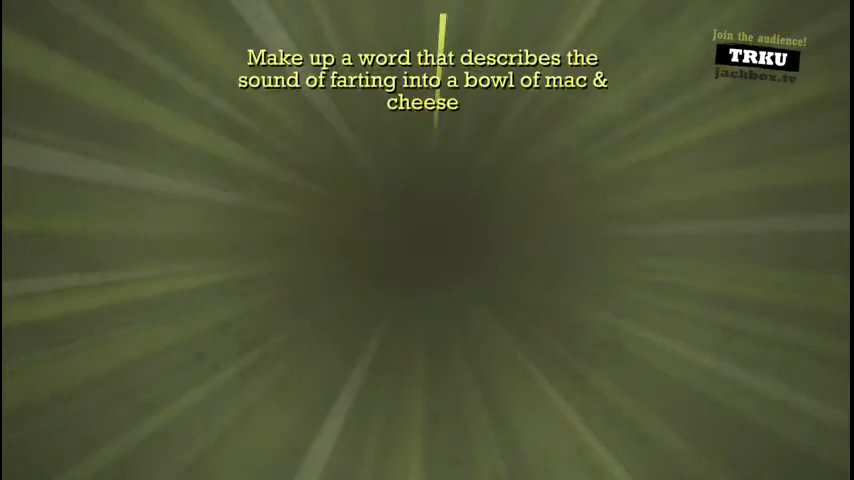 Make up a word that describes the
sound of farting into a bowl of mac &
cheese
Join the audience!
TRKU
jackbox.tv